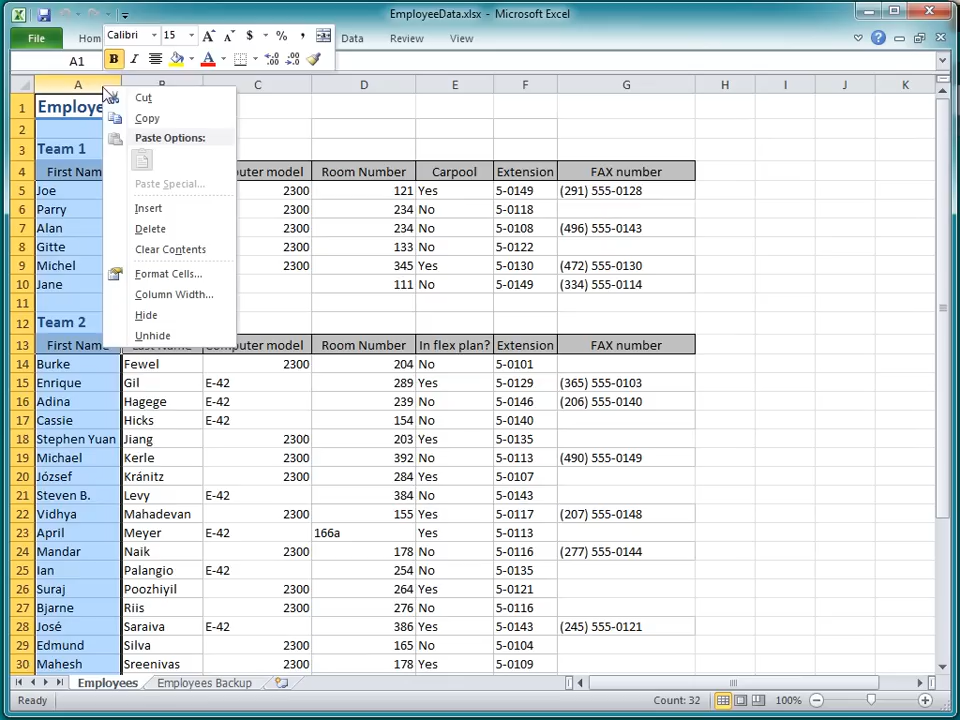 EmployeeData.xlsx - Microsoft Excel
File Hom Data Review View
Calibri 15 A A $ % ,
B I A .00 .00
A1
A B C D E F G H I J K
1 Employe
2
3 Team 1
4 First Nam puter model Room Number Carpool Extension FAX number
5 Joe 2300 121 Yes 5-0149 (291) 555-0128
6 Parry 2300 234 No 5-0118
7 Alan 2300 234 No 5-0108 (496) 555-0143
8 Gitte 2300 133 No 5-0122
9 Michel 2300 345 Yes 5-0130 (472) 555-0130
10 Jane 111 No 5-0149 (334) 555-0114
11
12 Team 2
13 First Name Computer model Room Number In flex plan? Extension FAX number
14 Burke Fewel 2300 204 No 5-0101
15 Enrique Gil E-42 289 Yes 5-0129 (365) 555-0103
16 Adina Hagege E-42 239 No 5-0146 (206) 555-0140
17 Cassie Hicks E-42 154 No 5-0140
18 Stephen Yuan Jiang 2300 203 Yes 5-0135
19 Michael Kerle 2300 392 No 5-0113 (490) 555-0149
20 József Kránitz 2300 284 Yes 5-0107
21 Steven B. Levy E-42 384 No 5-0143
22 Vidhya Mahadevan 2300 155 Yes 5-0117 (207) 555-0148
23 April Meyer E-42 166a Yes 5-0113
24 Mandar Naik 2300 178 No 5-0116 (277) 555-0144
25 Ian Palangio E-42 254 No 5-0135
26 Suraj Poozhiyil 2300 264 Yes 5-0121
27 Bjarne Riis 2300 276 No 5-0116
28 José Saraiva E-42 386 Yes 5-0143 (245) 555-0121
29 Edmund Silva 2300 165 No 5-0104
30 Mahesh Sreenivas 2300 178 Yes 5-0109
Cut
Copy
Paste Options:
Paste Special...
Insert
Delete
Clear Contents
Format Cells...
Column Width...
Hide
Unhide
Employees Employees Backup
Ready Count: 32 100%